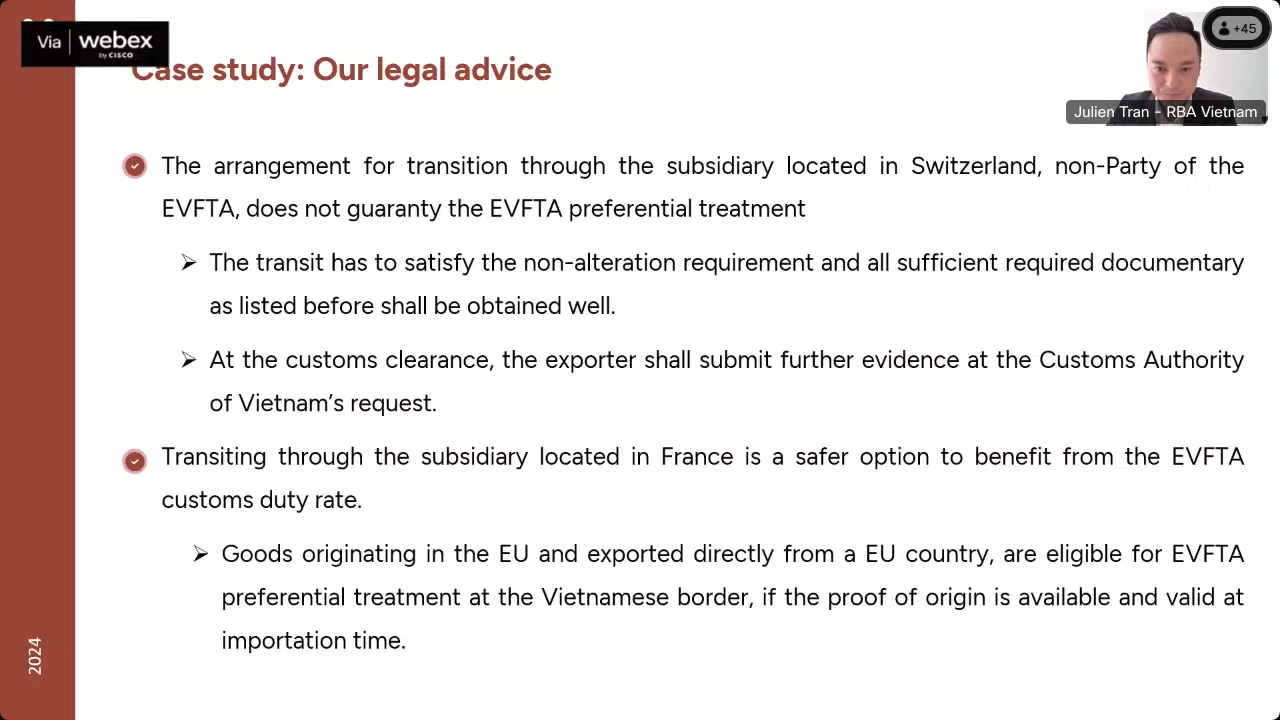 Via webex
by CISCO
+45
Case study: Our legal advice
Julien Tran - RBA Vietnam
The arrangement for transition through the subsidiary located in Switzerland, non-Party of the
EVFTA, does not guaranty the EVFTA preferential treatment
The transit has to satisfy the non-alteration requirement and all sufficient required documentary
as listed before shall be obtained well.
At the customs clearance, the exporter shall submit further evidence at the Customs Authority
of Vietnam’s request.
Transiting through the subsidiary located in France is a safer option to benefit from the EVFTA
customs duty rate.
Goods originating in the EU and exported directly from a EU country, are eligible for EVFTA
preferential treatment at the Vietnamese border, if the proof of origin is available and valid at
importation time.
2024